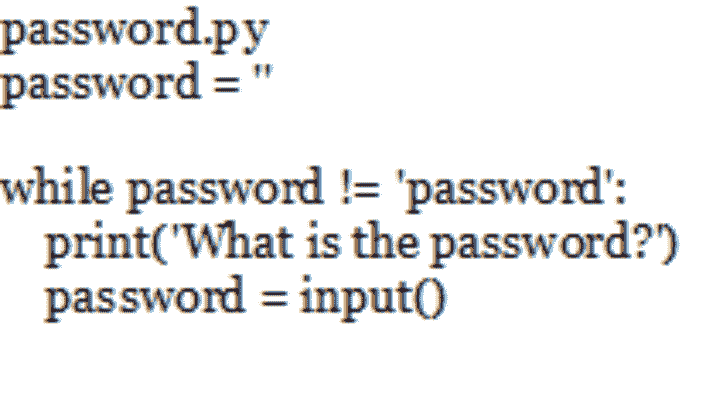 password.py
password = ''
while password != 'password':
print('What is the password?')
password = input()